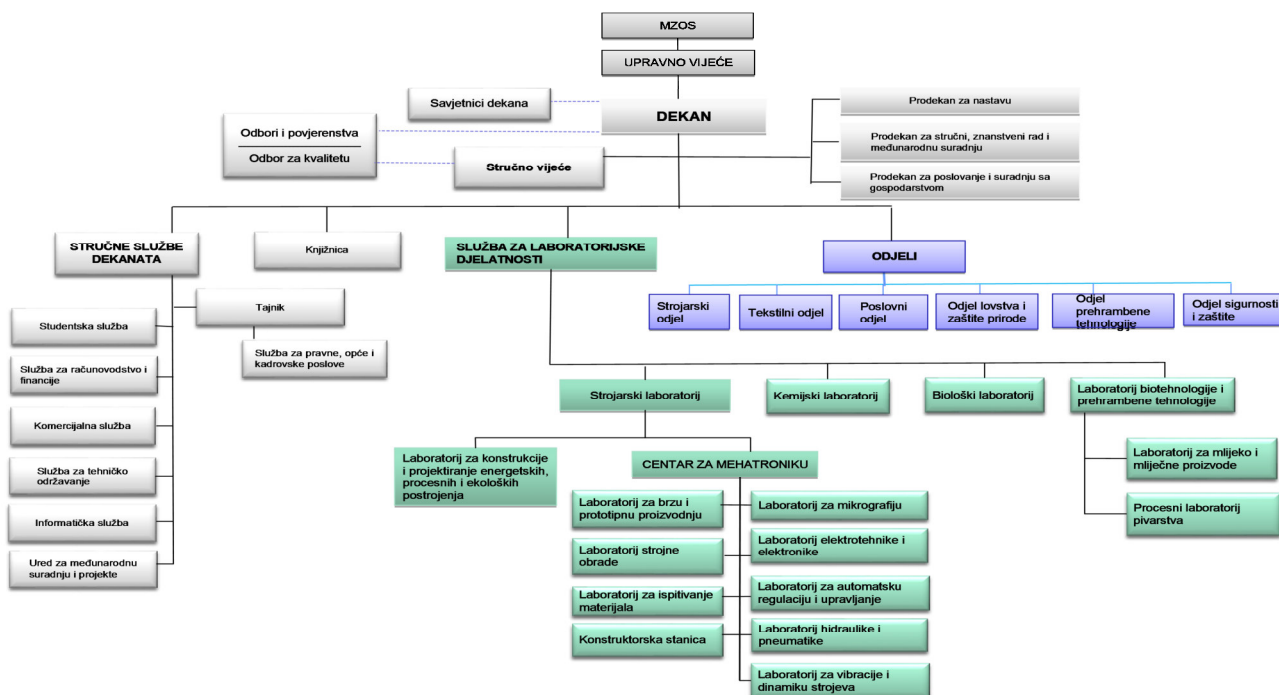 MZOS
UPRAVNO VIJEĆE
Savjetnici dekana
DEKAN
Prodekan za nastavu
Odbori i povjerenstva
Odbor za kvalitetu
Stručno vijeće
Prodekan za stručni, znanstveni rad i
međunarodnu suradnju
Prodekan za poslovanje i suradnju sa
gospodarstvom
STRUČNE SLUŽBE
DEKANATA
Knjižnica
SLUŽBA ZA LABORATORIJSKE
DJELATNOSTI
ODJELI
Tajnik
Služba za pravne, opće i
kadrovske poslove
Studentska služba
Služba za računovodstvo i
financije
Komercijalna služba
Služba za tehničko
održavanje
Informatička služba
Ured za međunarodnu
suradnju i projekte
Strojarski
odjel
Tekstilni odjel
Poslovni
odjel
Odjel lovstva i
zaštite prirode
Odjel
prehrambene
tehnologije
Odjel sigurnosti
i zaštite
Strojarski laboratorij
Kemijski laboratorij
Biološki laboratorij
Laboratorij biotehnologije i
prehrambene tehnologije
Laboratorij za konstrukcije
i projektiranje energetskih,
procesnih i ekoloških
postrojenja
CENTAR ZA MEHATRONIKU
Laboratorij za mlijeko i
mliječne proizvode
Procesni laboratorij
pivarstva
Laboratorij za brzu i
prototipnu proizvodnju
Laboratorij za mikrografiju
Laboratorij strojne
obrade
Laboratorij elektrotehnike i
elektronike
Laboratorij za ispitivanje
materijala
Laboratorij za automatsku
regulaciju i upravljanje
Konstruktorska stanica
Laboratorij hidraulike i
pneumatike
Laboratorij za vibracije i
dinamiku strojeva